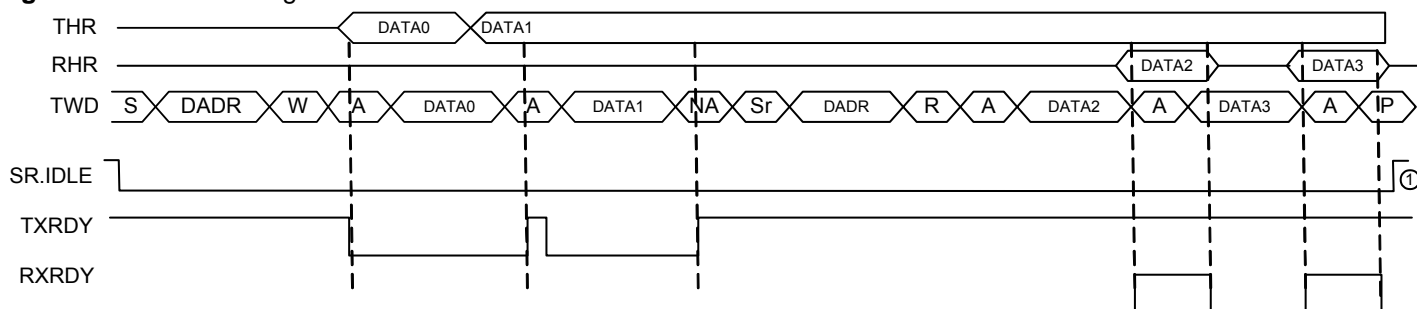 THR DATA0 DATA1
RHR DATA2 DATA3
TWD S DADR W A DATA0 A DATA1 NA Sr DADR R A DATA2 A DATA3 A P
SR.IDLE ①
TXRDY
RXRDY